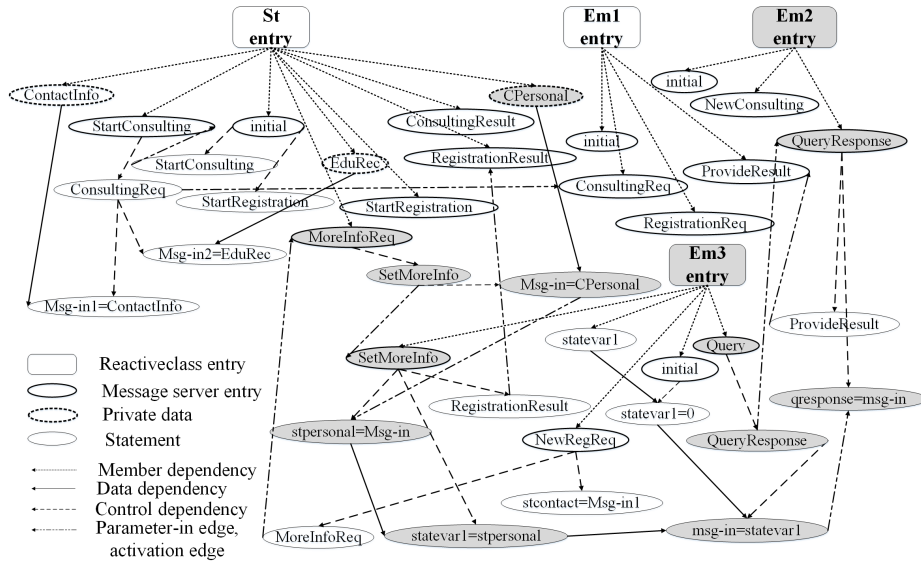 St
entry
Em1
entry
Em2
entry
initial
ContactInfo
CPersonal
NewConsulting
StartConsulting
initial
ConsultingResult
initial
QueryResponse
StartConsulting
EduRec
RegistrationResult
ProvideResult
ConsultingReq
ConsultingReq
StartRegistration
StartRegistration
RegistrationReq
MoreInfoReq
Msg-in2=EduRec
Em3
entry
SetMoreInfo
Msg-in=CPersonal
Msg-in1=ContactInfo
ProvideResult
statevar1
Query
Reactiveclass entry
SetMoreInfo
initial
Message server entry
Private data
RegistrationResult
statevar1=0
qresponse=msg-in
Statement
stpersonal=Msg-in
NewRegReq
QueryResponse
Member dependency
Data dependency
Control dependency
Parameter-in edge,
activation edge
stcontact=Msg-in1
MoreInfoReq
statevar1=stpersonal
msg-in=statevar1